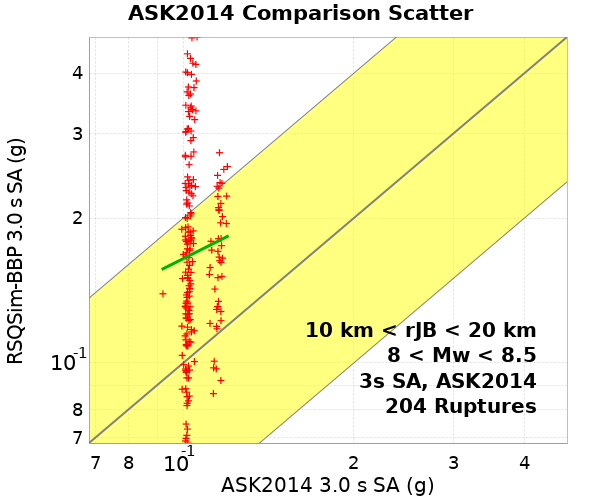 ASK2014 Comparison Scatter
RSQSim-BBP 3.0 s SA (g)
4
3
2
10-1
8
7
10 km < rJB < 20 km
8 < Mw < 8.5
3s SA, ASK2014
204 Ruptures
7 8 10-1 2 3 4
ASK2014 3.0 s SA (g)